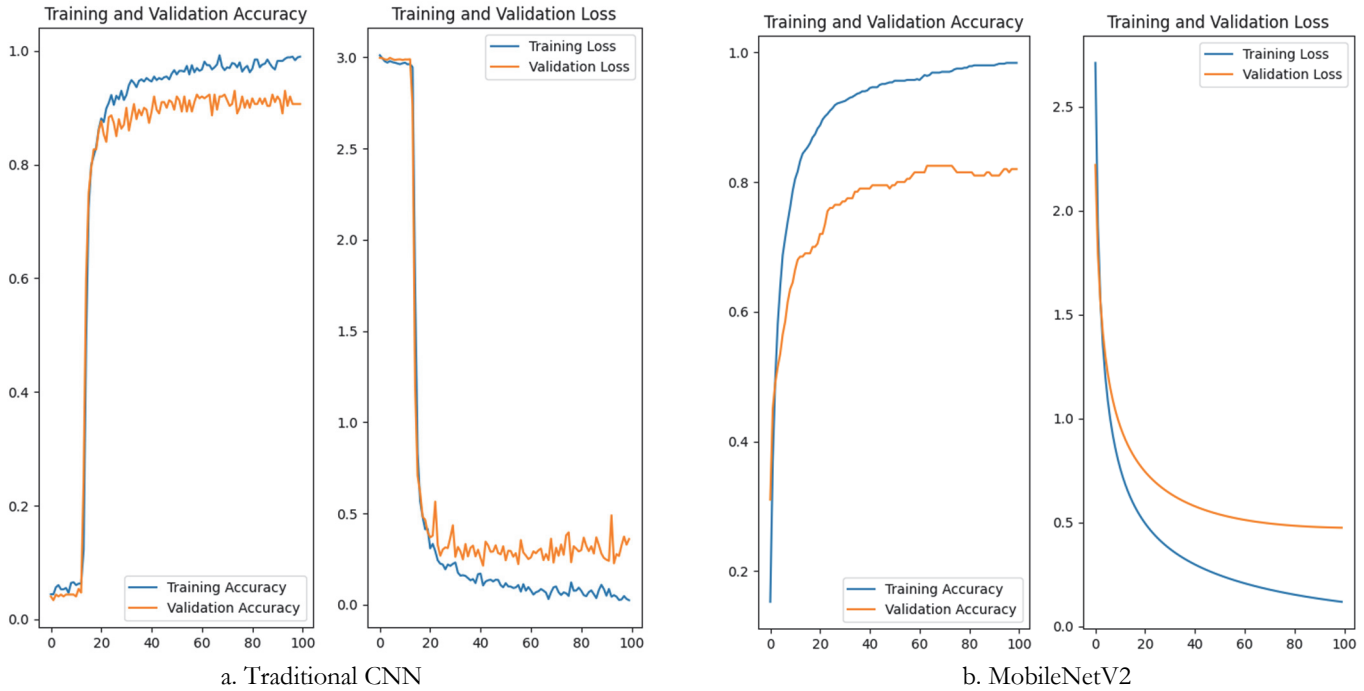 Training and Validation Accuracy
1.0
0.8
0.6
0.4
0.2
0.0
0 20 40 60 80 100
Training Accuracy
Validation Accuracy
Training and Validation Loss
3.0
2.5
2.0
1.5
1.0
0.5
0.0
0 20 40 60 80 100
Training Loss
Validation Loss
a. Traditional CNN
Training and Validation Accuracy
1.0
0.8
0.6
0.4
0.2
0 20 40 60 80 100
Training Accuracy
Validation Accuracy
Training and Validation Loss
2.5
2.0
1.5
1.0
0.5
0.0
0 20 40 60 80 100
Training Loss
Validation Loss
b. MobileNetV2